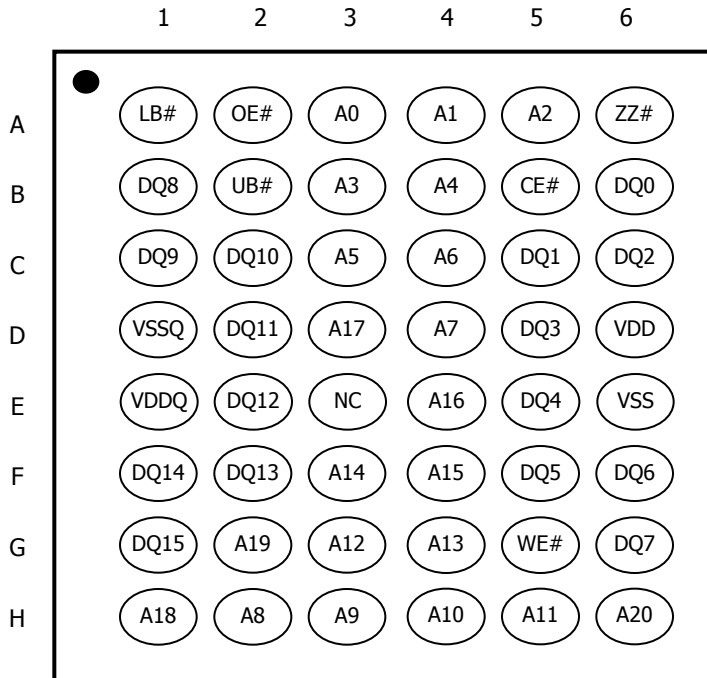 1 2 3 4 5 6
A LB# OE# A0 A1 A2 ZZ#
B DQ8 UB# A3 A4 CE# DQ0
C DQ9 DQ10 A5 A6 DQ1 DQ2
D VSSQ DQ11 A17 A7 DQ3 VDD
E VDDQ DQ12 NC A16 DQ4 VSS
F DQ14 DQ13 A14 A15 DQ5 DQ6
G DQ15 A19 A12 A13 WE# DQ7
H A18 A8 A9 A10 A11 A20